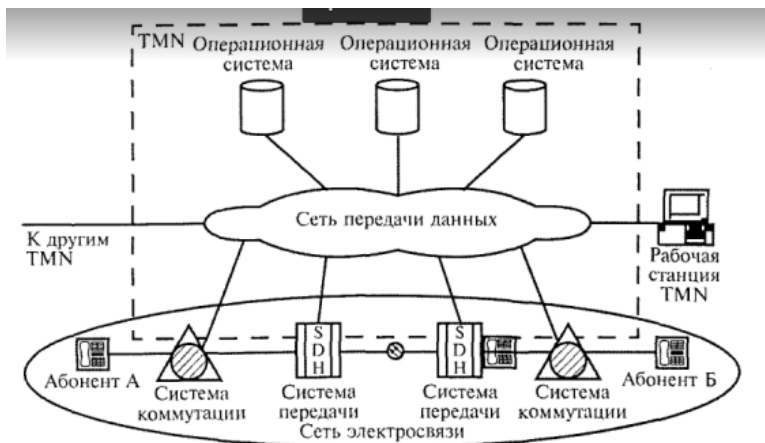 TMN
Операционная
система
Операционная
система
Операционная
система
Сеть передачи данных
К другим
TMN
Рабочая
станция
TMN
S
D
H
S
D
H
Абонент А
Система
коммутации
Система
передачи
Система
передачи
Система
коммутации
Абонент Б
Сеть электросвязи